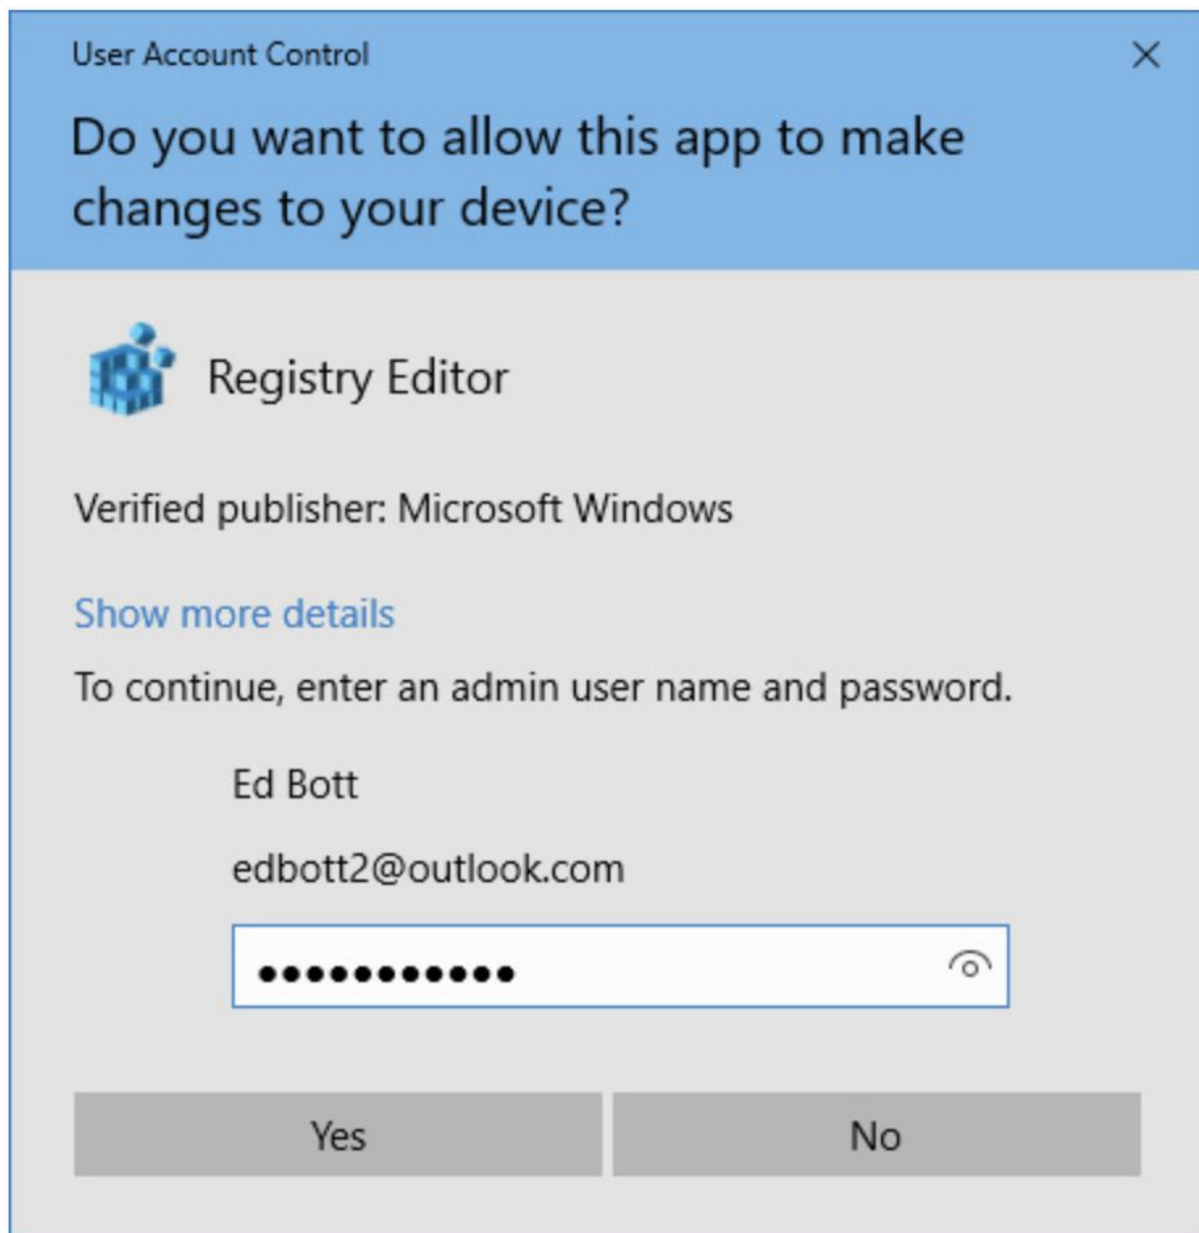 User Account Control
Do you want to allow this app to make
changes to your device?
Registry Editor
Verified publisher: Microsoft Windows
Show more details
To continue, enter an admin user name and password.
Ed Bott
edbott2@outlook.com
●●●●●●●●●●●
Yes
No